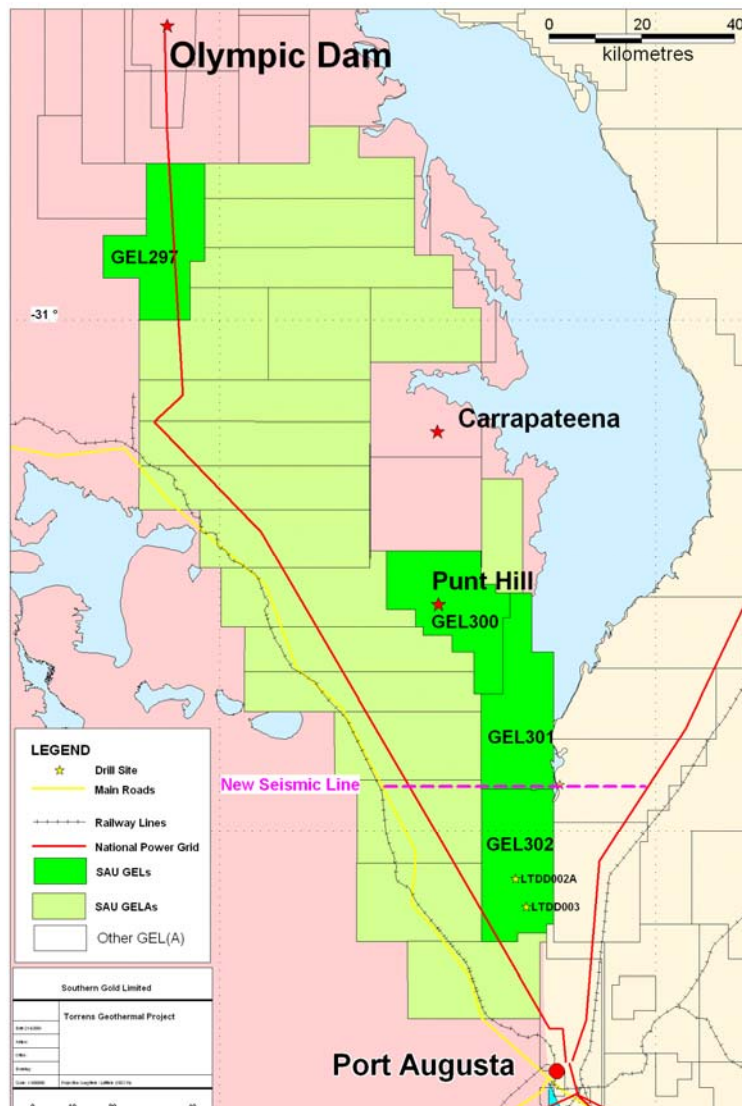 0 20 40
kilometres
Olympic Dam
GEL297
-31 °
Carrapateena
Punt Hill
GEL300
GEL301
New Seismic Line
GEL302
LTDD002A
LTDD003
LEGEND
Drill Site
Main Roads
Railway Lines
National Power Grid
SAU GELs
SAU GELAs
Other GEL(A)
Southern Gold Limited
Torrens Geothermal Project
Port Augusta